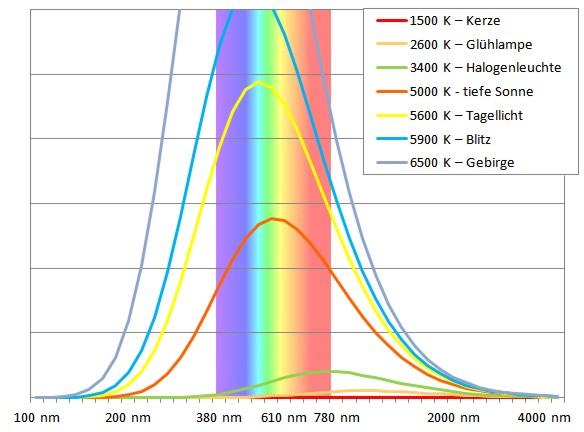 1500 K – Kerze
2600 K – Glühlampe
3400 K – Halogenleuchte
5000 K - tiefe Sonne
5600 K – Tagellicht
5900 K – Blitz
6500 K – Gebirge
100 nm 200 nm 380 nm 610 nm 780 nm 2000 nm 4000 nm